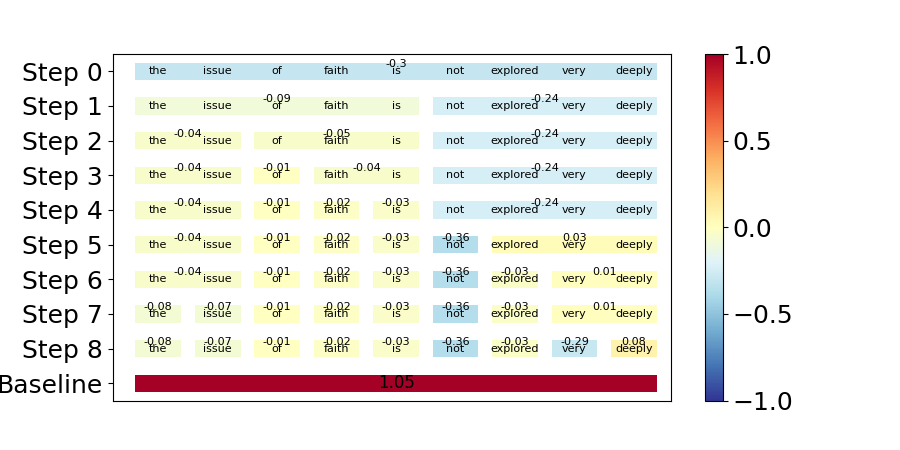 -0.3
Step 0 the issue of faith is not explored very deeply
-0.09 -0.24
Step 1 the issue of faith is not explored very deeply
-0.04 -0.05 -0.24
Step 2 the issue of faith is not explored very deeply
-0.04 -0.01 -0.04 -0.24
Step 3 the issue of faith is not explored very deeply
-0.04 -0.01 -0.02 -0.03 -0.24
Step 4 the issue of faith is not explored very deeply
-0.04 -0.01 -0.02 -0.03 -0.36 0.03
Step 5 the issue of faith is not explored very deeply
-0.04 -0.01 -0.02 -0.03 -0.36 -0.03 0.01
Step 6 the issue of faith is not explored very deeply
-0.08 -0.07 -0.01 -0.02 -0.03 -0.36 -0.03 0.01
Step 7 the issue of faith is not explored very deeply
-0.08 -0.07 -0.01 -0.02 -0.03 -0.36 -0.03 -0.29 0.08
Step 8 the issue of faith is not explored very deeply
Baseline 1.05
1.0
0.5
0.0
−0.5
−1.0